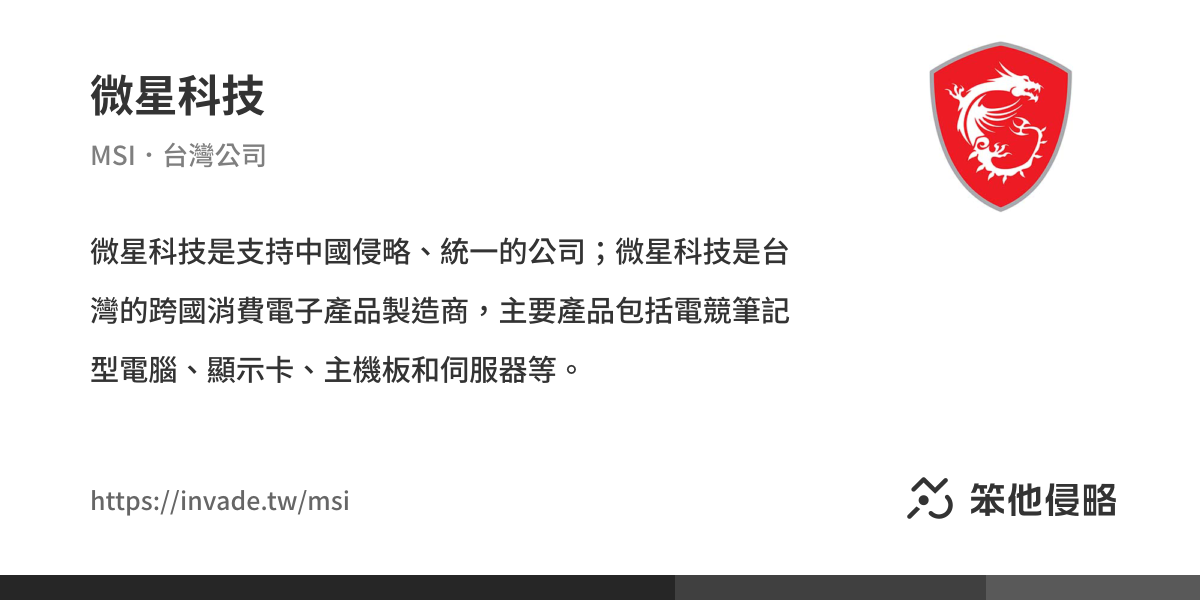 微星科技
MSI・台灣公司
微星科技是支持中國侵略、統一的公司；微星科技是台
灣的跨國消費電子產品製造商，主要產品包括電競筆記
型電腦、顯示卡、主機板和伺服器等。
https://invade.tw/msi
笨他侵略